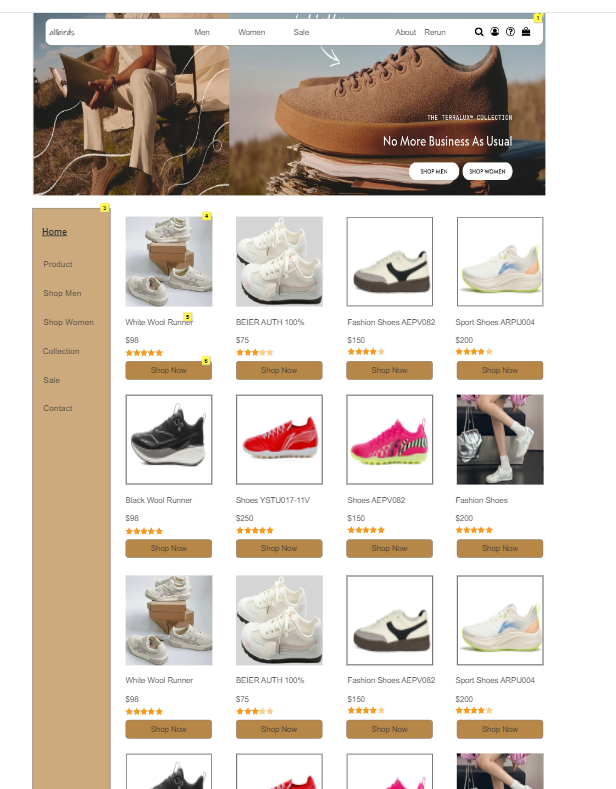 1
allbirds
Men Women Sale About Rerun
THE TERRALUX™ COLLECTION
No More Business As Usual
SHOP MEN SHOP WOMEN
3
Home
Product
Shop Men
Shop Women
Collection
Sale
Contact
4
5
White Wool Runner BEIER AUTH 100% Fashion Shoes AEPV082 Sport Shoes ARPU004
$98 $75 $150 $200
6
Shop Now Shop Now Shop Now Shop Now
Black Wool Runner Shoes YSTU017-11V Shoes AEPV082 Fashion Shoes
$98 $250 $150 $200
Shop Now Shop Now Shop Now Shop Now
White Wool Runner BEIER AUTH 100% Fashion Shoes AEPV082 Sport Shoes ARPU004
$98 $75 $150 $200
Shop Now Shop Now Shop Now Shop Now